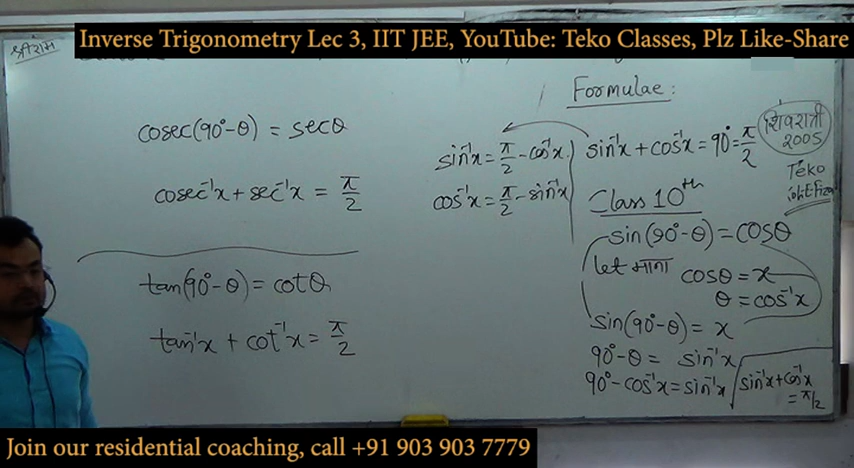 Inverse Trigonometry Lec 3, IIT JEE, YouTube: Teko Classes, Plz Like-Share
श्रीराम
Formulae:
cosec(90°-θ) = secθ
cosec⁻¹x + sec⁻¹x = π/2
tan(90°-θ) = cotθ
tan⁻¹x + cot⁻¹x = π/2
sin⁻¹x = π/2 - cos⁻¹x
cos⁻¹x = π/2 - sin⁻¹x
sin⁻¹x + cos⁻¹x = 90° = π/2
शिवरात्री
2005
Teko
Class 10th
sin(90°-θ) = cosθ
let माना cosθ = x
θ = cos⁻¹x
sin(90°-θ) = x
90°-θ = sin⁻¹x
90°-cos⁻¹x = sin⁻¹x
sin⁻¹x + cos⁻¹x
= π/2
Join our residential coaching, call +91 903 903 7779